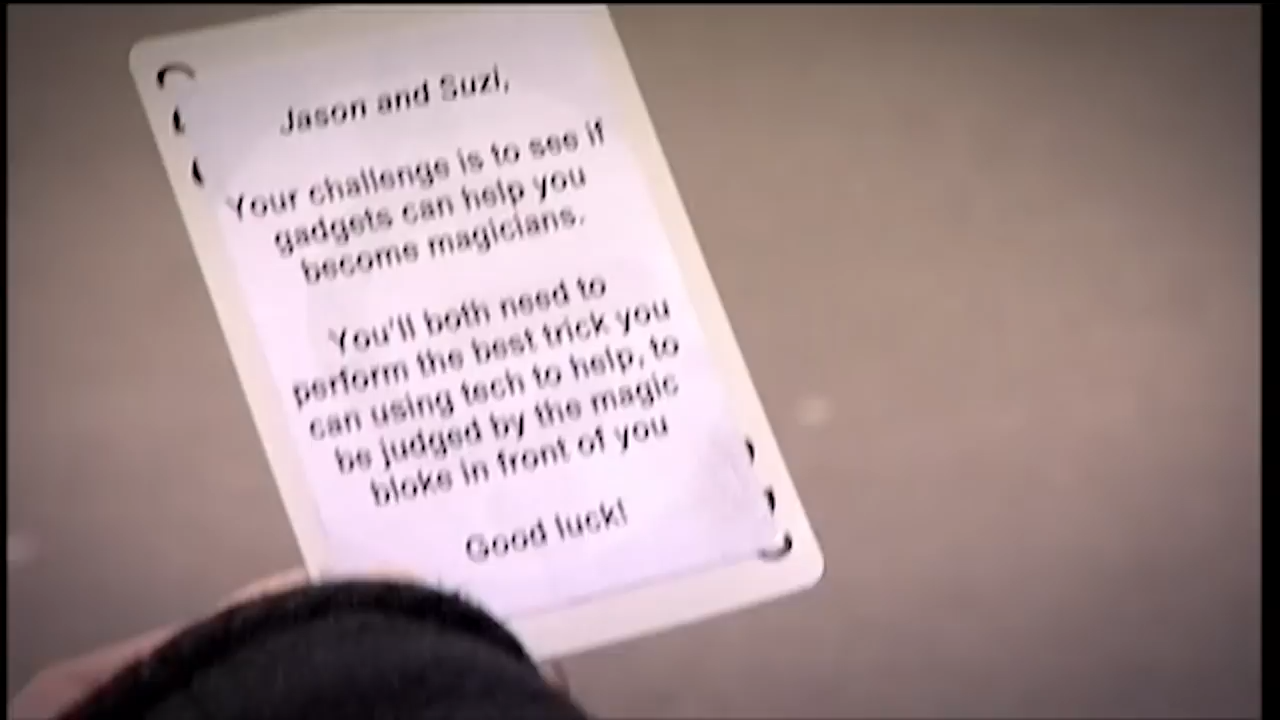 Jason and Suzi,
Your challenge is to see if
gadgets can help you
become magicians.
You'll both need to
perform the best trick you
can using tech to help, to
be judged by the magic
bloke in front of you
Good luck!